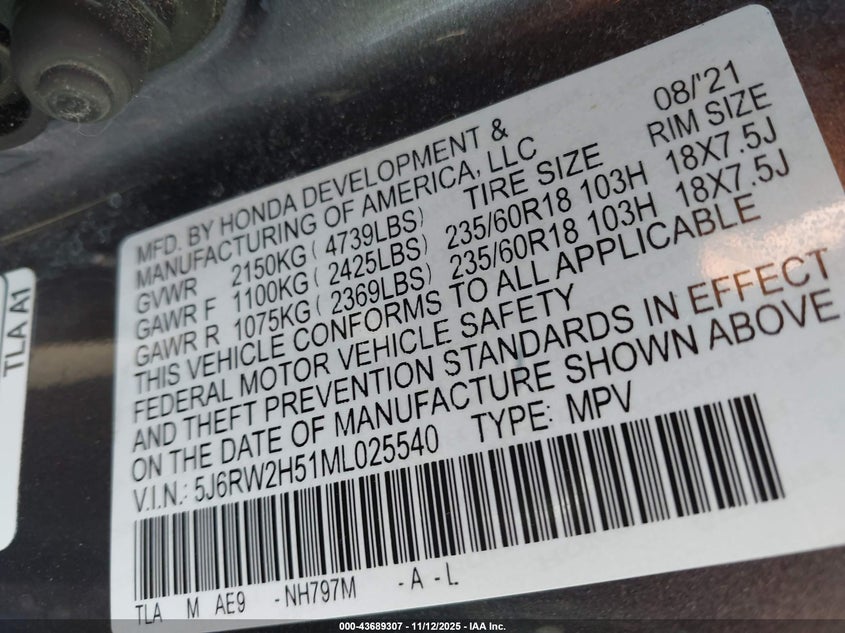 MFD. BY HONDA DEVELOPMENT & 08/'21
MANUFACTURING OF AMERICA, LLC
TIRE SIZE RIM SIZE
GVWR 2150KG ( 4739LBS)
GAWR F 1100KG ( 2425LBS) 235/60R18 103H 18X7.5J
GAWR R 1075KG ( 2369LBS) 235/60R18 103H 18X7.5J
THIS VEHICLE CONFORMS TO ALL APPLICABLE
FEDERAL MOTOR VEHICLE SAFETY
AND THEFT PREVENTION STANDARDS IN EFFECT
ON THE DATE OF MANUFACTURE SHOWN ABOVE
V.I.N.: 5J6RW2H51ML025540 TYPE: MPV
TLA M AE9 -NH797M -A-L
TLA A1
000-43689307 - 11/12/2025 - IAA Inc.